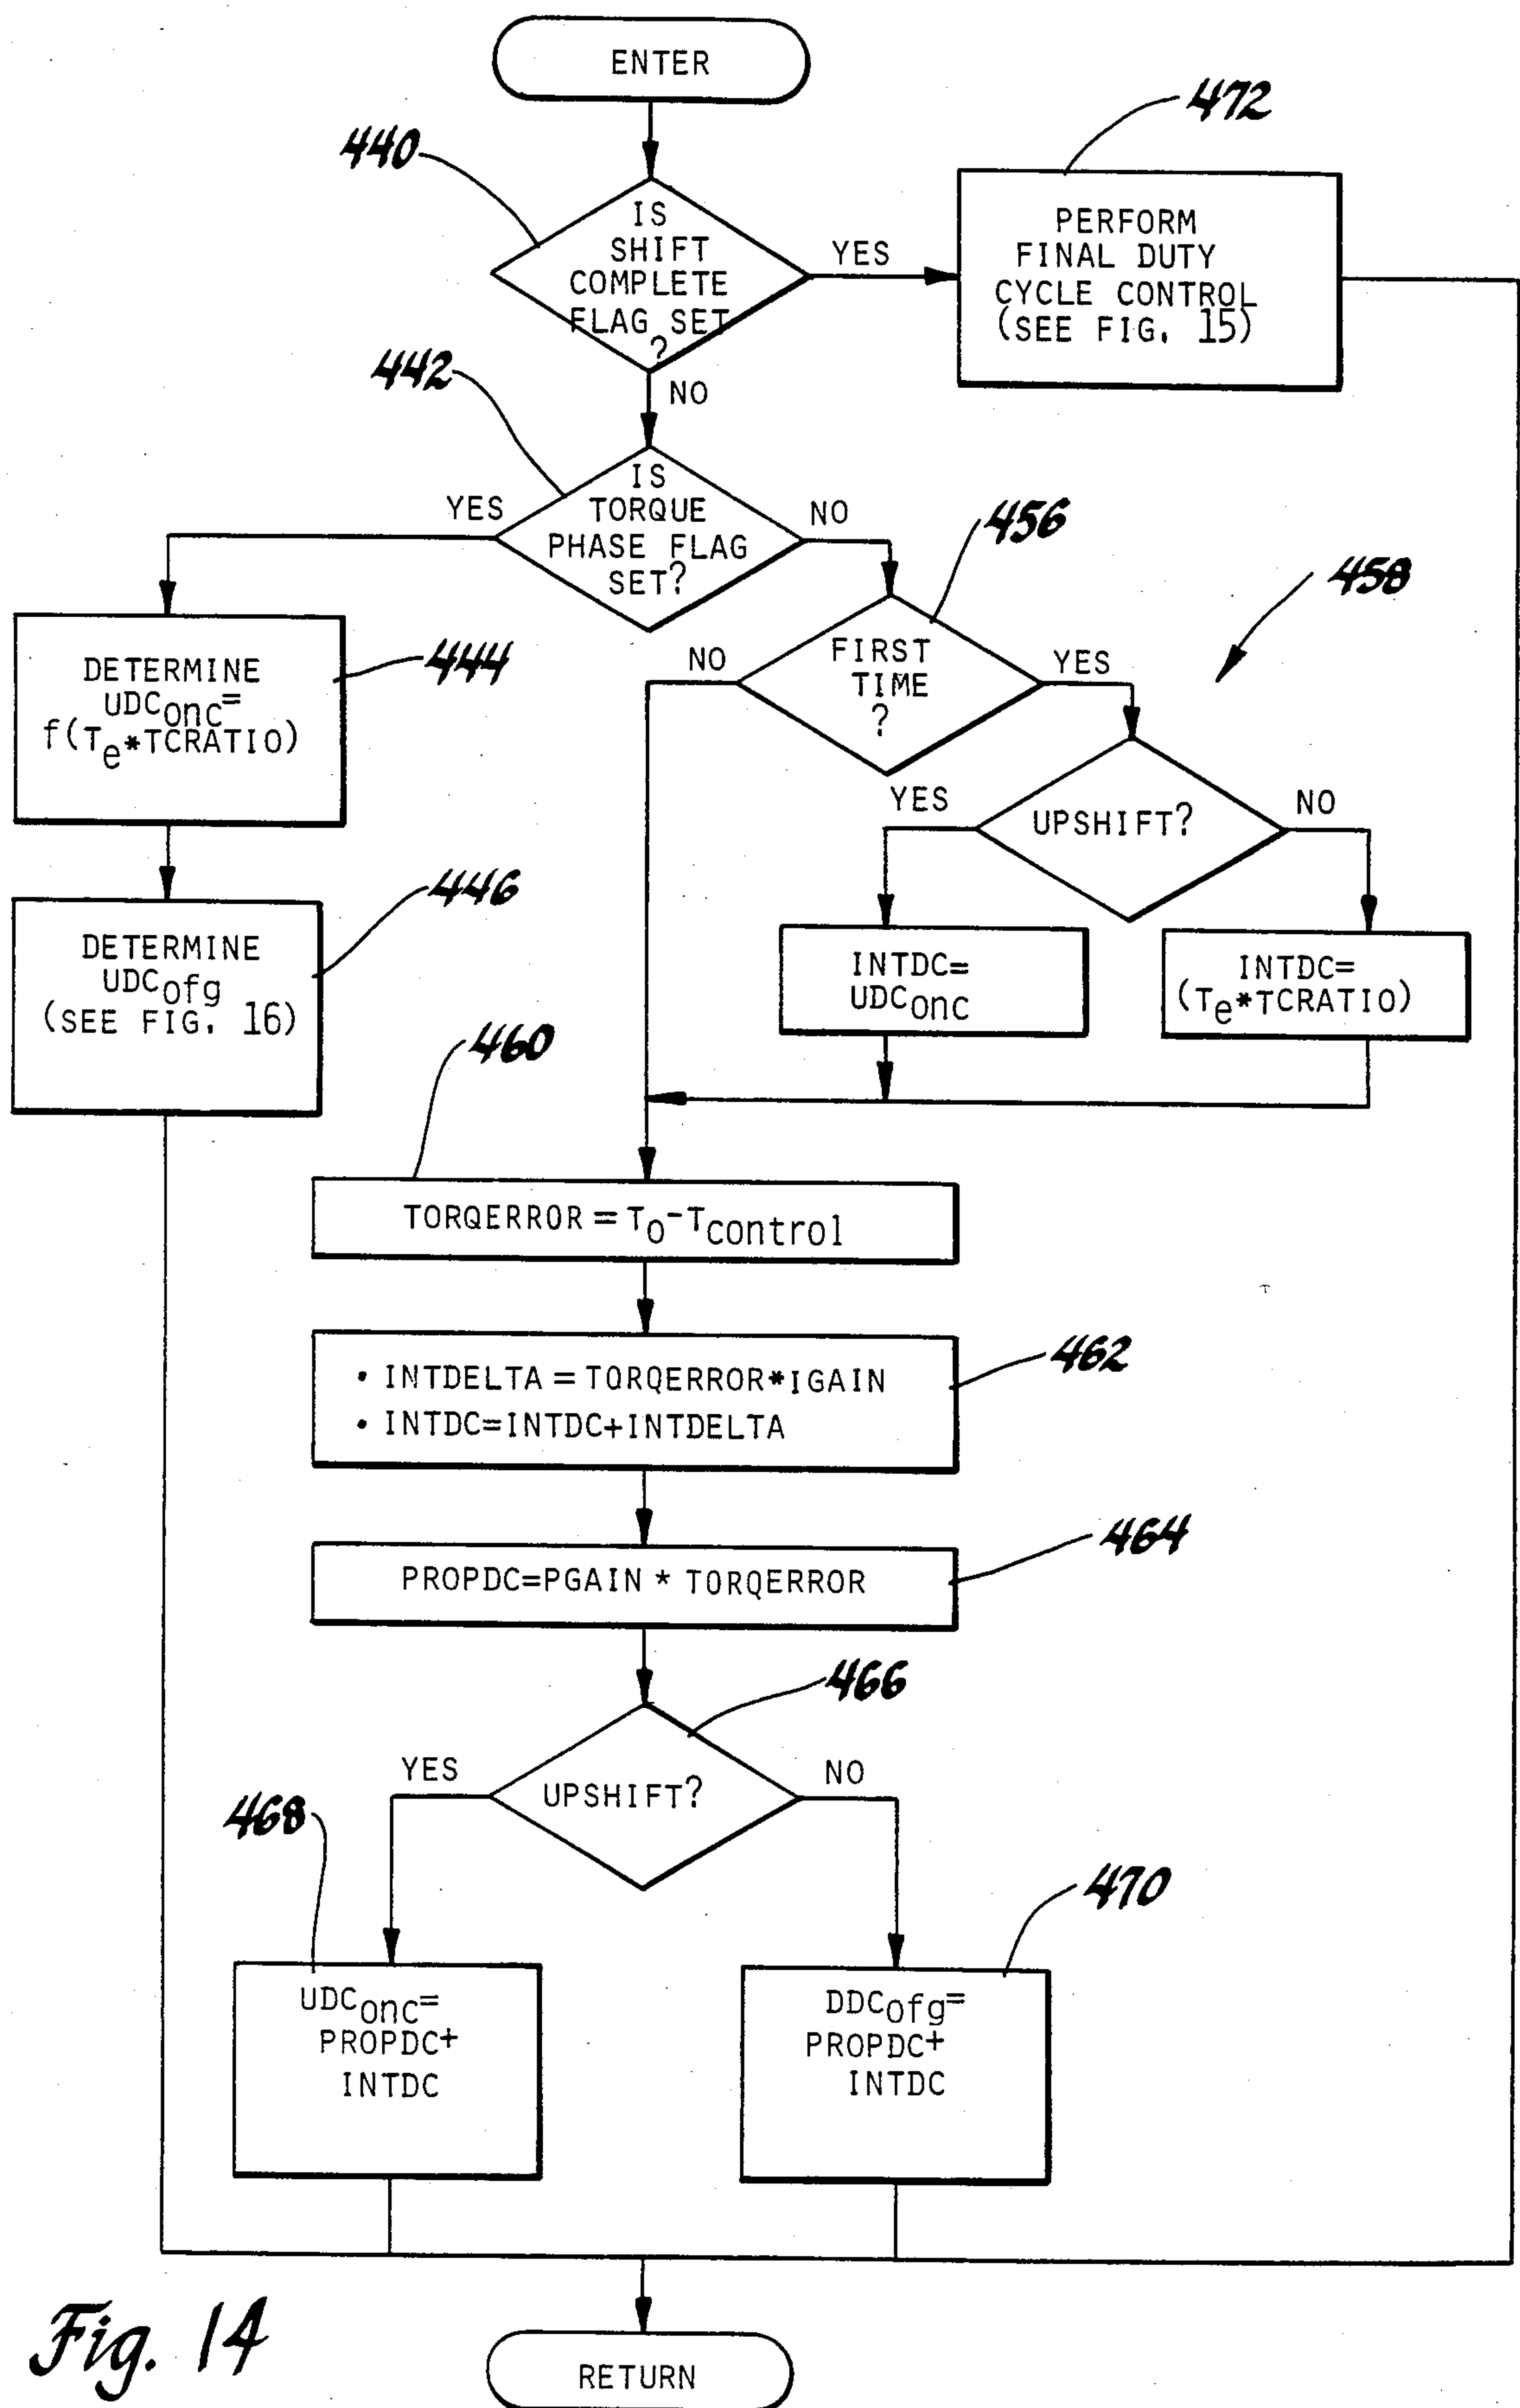 ENTER
440
472
IS
SHIFT
COMPLETE
FLAG SET
?
YES
PERFORM
FINAL DUTY
CYCLE CONTROL
(SEE FIG. 15)
NO
442
IS
TORQUE
PHASE FLAG
SET?
YES
NO
456
458
444
DETERMINE
UDConc=
f(Te*TCRATIO)
NO
FIRST
TIME
?
YES
YES
UPSHIFT?
NO
446
DETERMINE
UDCofg
(SEE FIG. 16)
INTDC=
UDConc
INTDC=
(Te*TCRATIO)
460
TORQERROR = To-Tcontrol
462
• INTDELTA = TORQERROR*IGAIN
• INTDC=INTDC+INTDELTA
464
PROPDC=PGAIN * TORQERROR
466
YES
UPSHIFT?
NO
468
470
UDConc=
PROPDC+
INTDC
DDCofg=
PROPDC+
INTDC
RETURN
Fig. 14